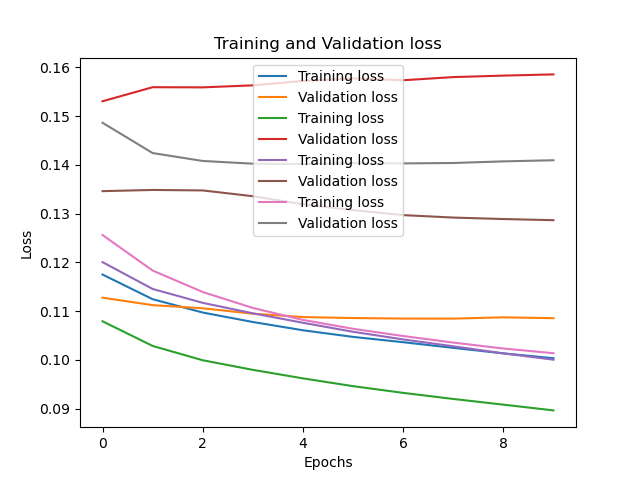 Training and Validation loss
0.16
0.15
0.14
0.13
0.12
0.11
0.10
0.09
Loss
Training loss
Validation loss
Training loss
Validation loss
Training loss
Validation loss
Training loss
Validation loss
0 2 4 6 8
Epochs